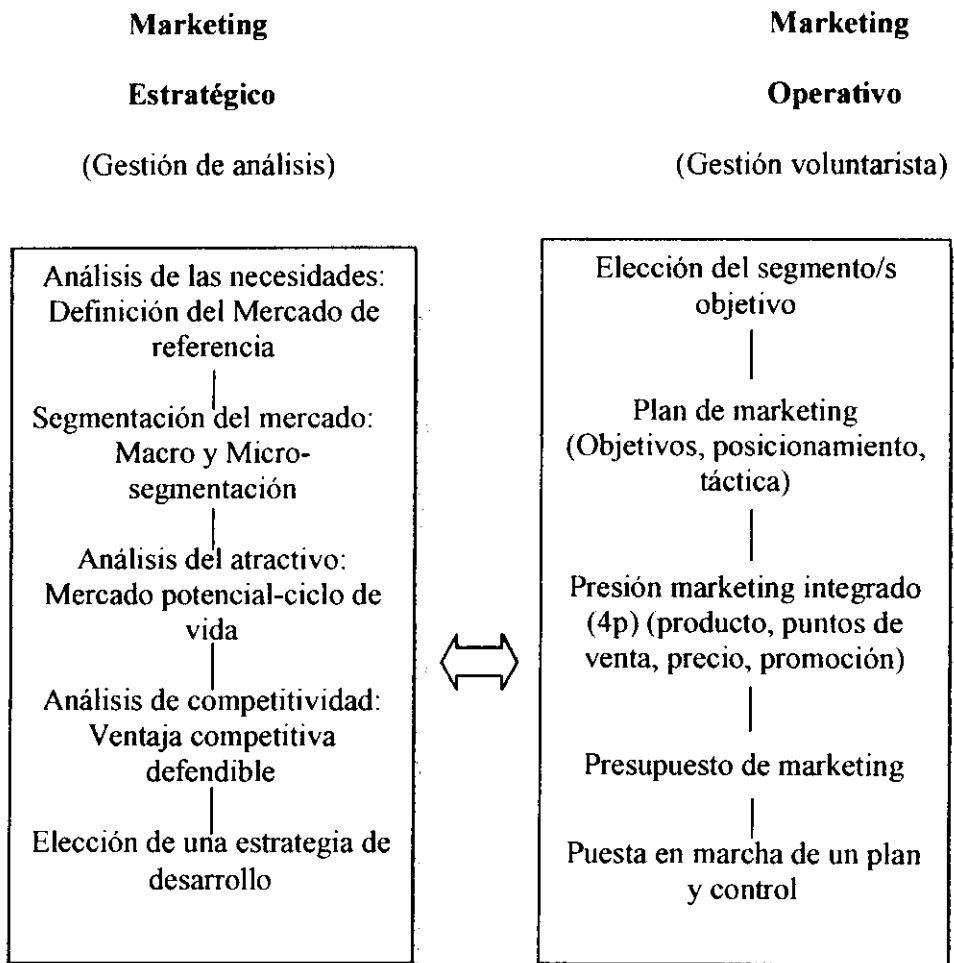 Marketing
Estratégico
(Gestión de análisis)
Análisis de las necesidades:
Definición del Mercado de
referencia
Segmentación del mercado:
Macro y Micro-
segmentación
Análisis del atractivo:
Mercado potencial-ciclo de
vida
Análisis de competitividad:
Ventaja competitiva
defendible
Elección de una estrategia de
desarrollo
Marketing
Operativo
(Gestión voluntarista)
Elección del segmento/s
objetivo
Plan de marketing
(Objetivos, posicionamiento,
táctica)
Presión marketing integrado
(4p) (producto, puntos de
venta, precio, promoción)
Presupuesto de marketing
Puesta en marcha de un plan
y control